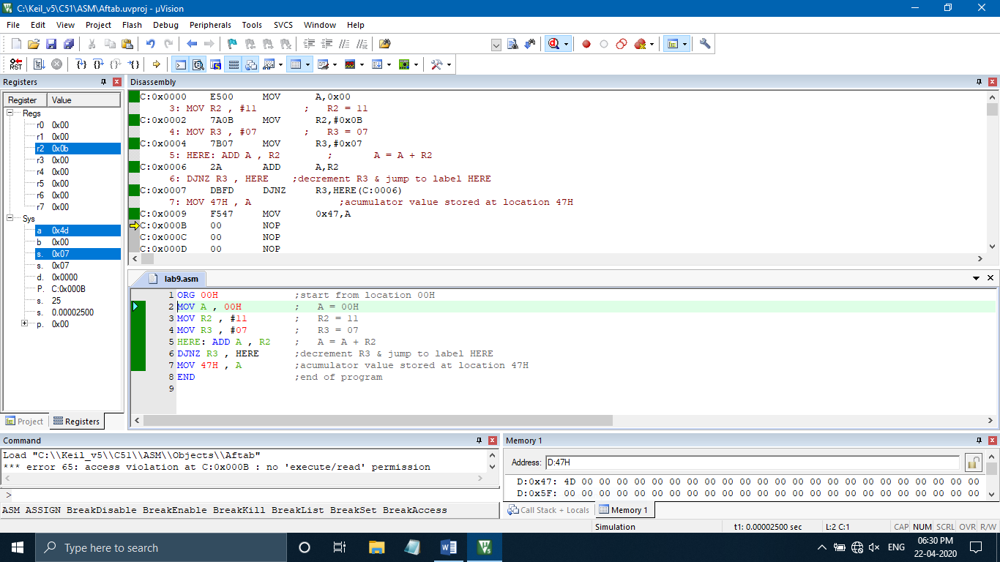 C:\Keil_v5\C51\ASM\Aftab.uvproj - µVision
File Edit View Project Flash Debug Peripherals Tools SVCS Window Help
RST
Registers
Register Value
Regs
r0 0x00
r1 0x00
r2 0x0b
r3 0x00
r4 0x00
r5 0x00
r6 0x00
r7 0x00
Sys
a 0x4d
b 0x00
s. 0x07
s. 0x07
d. 0x0000
P. C:0x000B
s. 25
s. 0.00002500
p. 0x00
Project Registers
Disassembly
C:0x0000 E500 MOV A,0x00
3: MOV R2 , #11 ; R2 = 11
C:0x0002 7A0B MOV R2,#0x0B
4: MOV R3 , #07 ; R3 = 07
C:0x0004 7B07 MOV R3,#0x07
5: HERE: ADD A , R2 ; A = A + R2
C:0x0006 2A ADD A,R2
6: DJNZ R3 , HERE ;decrement R3 & jump to label HERE
C:0x0007 DBFD DJNZ R3,HERE(C:0006)
7: MOV 47H , A ;acumulator value stored at location 47H
C:0x0009 F547 MOV 0x47,A
C:0x000B 00 NOP
C:0x000C 00 NOP
C:0x000D 00 NOP
lab9.asm
1 ORG 00H ;start from location 00H
2 MOV A , 00H ; A = 00H
3 MOV R2 , #11 ; R2 = 11
4 MOV R3 , #07 ; R3 = 07
5 HERE: ADD A , R2 ; A = A + R2
6 DJNZ R3 , HERE ;decrement R3 & jump to label HERE
7 MOV 47H , A ;acumulator value stored at location 47H
8 END ;end of program
9
Command
Load "C:\\Keil_v5\\C51\\ASM\\Objects\\Aftab"
*** error 65: access violation at C:0x000B : no 'execute/read' permission
>
ASM ASSIGN BreakDisable BreakEnable BreakKill BreakList BreakSet BreakAccess
Memory 1
Address: D:47H
D:0x47: 4D 00 00 00 00 00 00 00 00 00 00 00 00 00 00 00 00 00 00 00 00 00 00 00
D:0x5F: 00 00 00 00 00 00 00 00 00 00 00 00 00 00 00 00 00 00 00 00 00 00 00 00
Call Stack + Locals Memory 1
Simulation t1: 0.00002500 sec L:2 C:1 CAP NUM SCRL OVR R/W
Type here to search
ENG
06:30 PM
22-04-2020